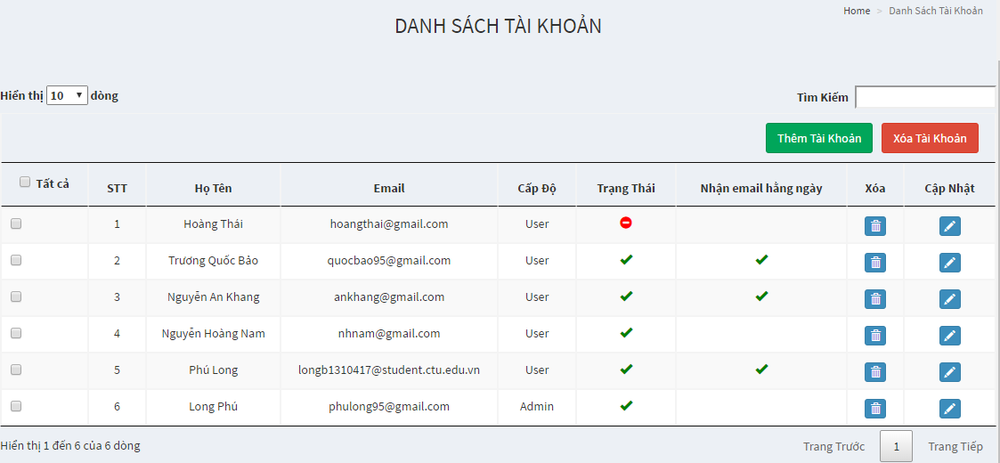 Home > Danh Sách Tài Khoản
DANH SÁCH TÀI KHOẢN
Hiển thị 10 dòng
Tìm Kiếm
Thêm Tài Khoản Xóa Tài Khoản
Tất cả STT Họ Tên Email Cấp Độ Trạng Thái Nhận email hằng ngày Xóa Cập Nhật
1 Hoàng Thái hoangthai@gmail.com User
2 Trương Quốc Bảo quocbao95@gmail.com User
3 Nguyễn An Khang ankhang@gmail.com User
4 Nguyễn Hoàng Nam nhnam@gmail.com User
5 Phú Long longb1310417@student.ctu.edu.vn User
6 Long Phú phulong95@gmail.com Admin
Hiển thị 1 đến 6 của 6 dòng
Trang Trước 1 Trang Tiếp